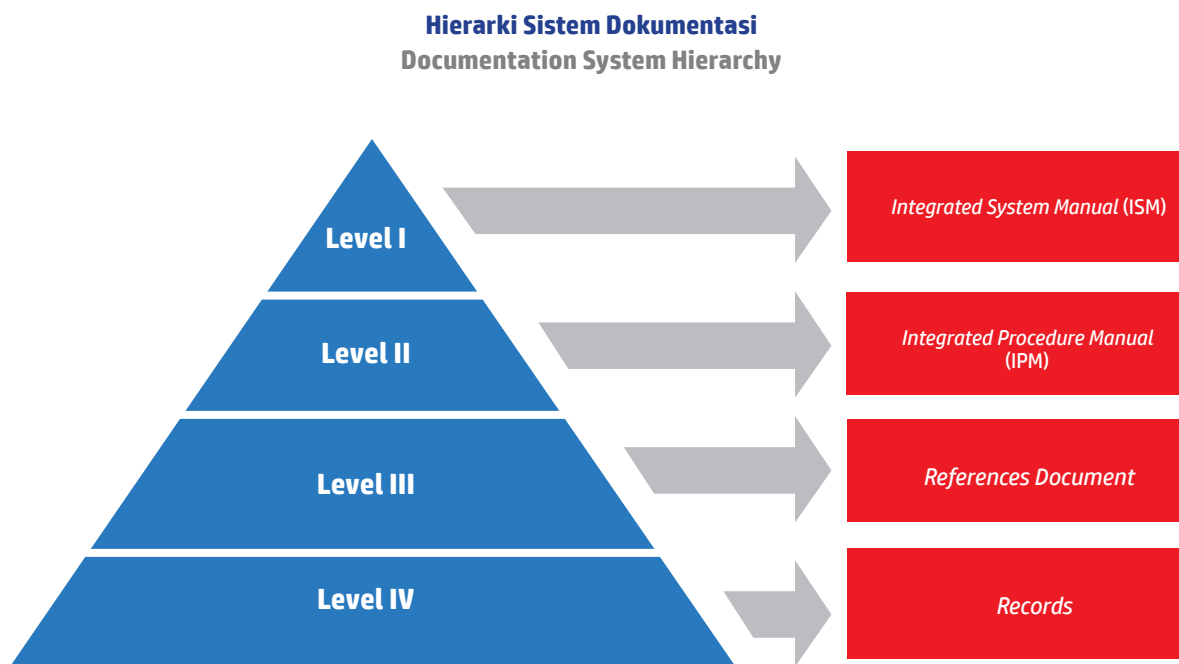 Hierarki Sistem Dokumentasi
Documentation System Hierarchy
Level I
Integrated System Manual (ISM)
Level II
Integrated Procedure Manual
(IPM)
Level III
References Document
Level IV
Records